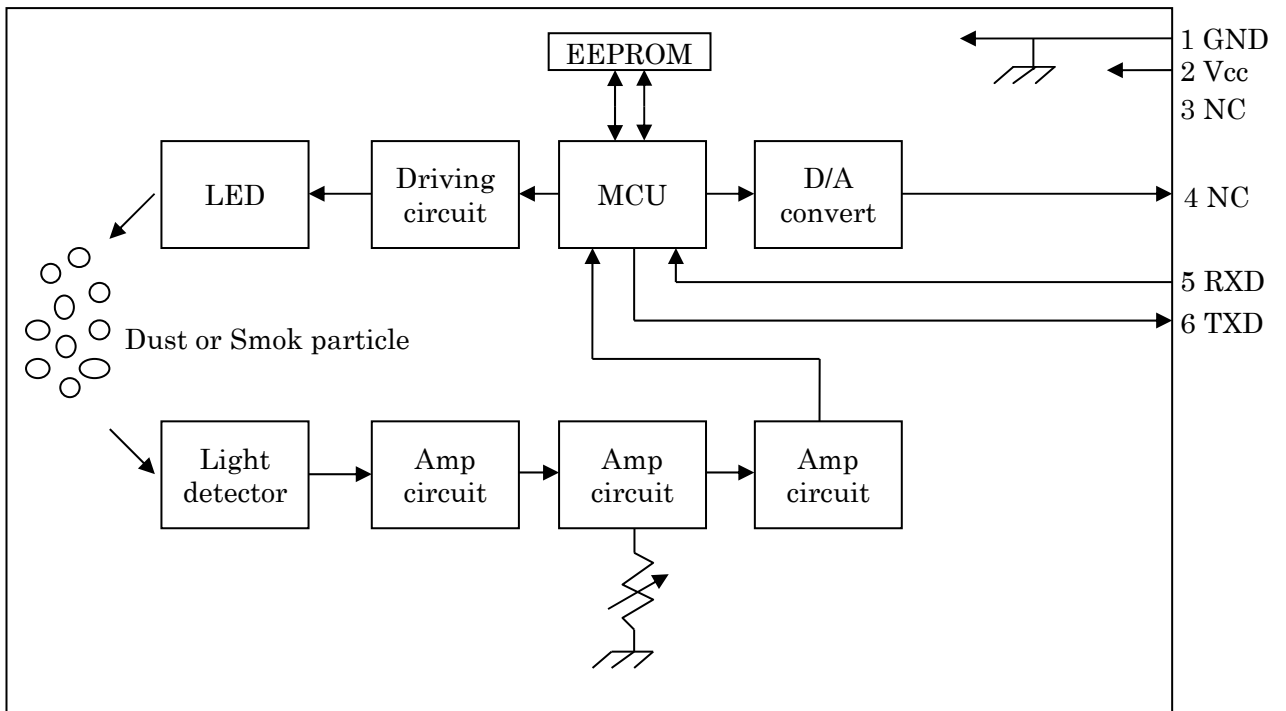 EEPROM
1 GND
2 Vcc
3 NC
LED
Driving
circuit
MCU
D/A
convert
4 NC
5 RXD
6 TXD
Dust or Smok particle
Light
detector
Amp
circuit
Amp
circuit
Amp
circuit